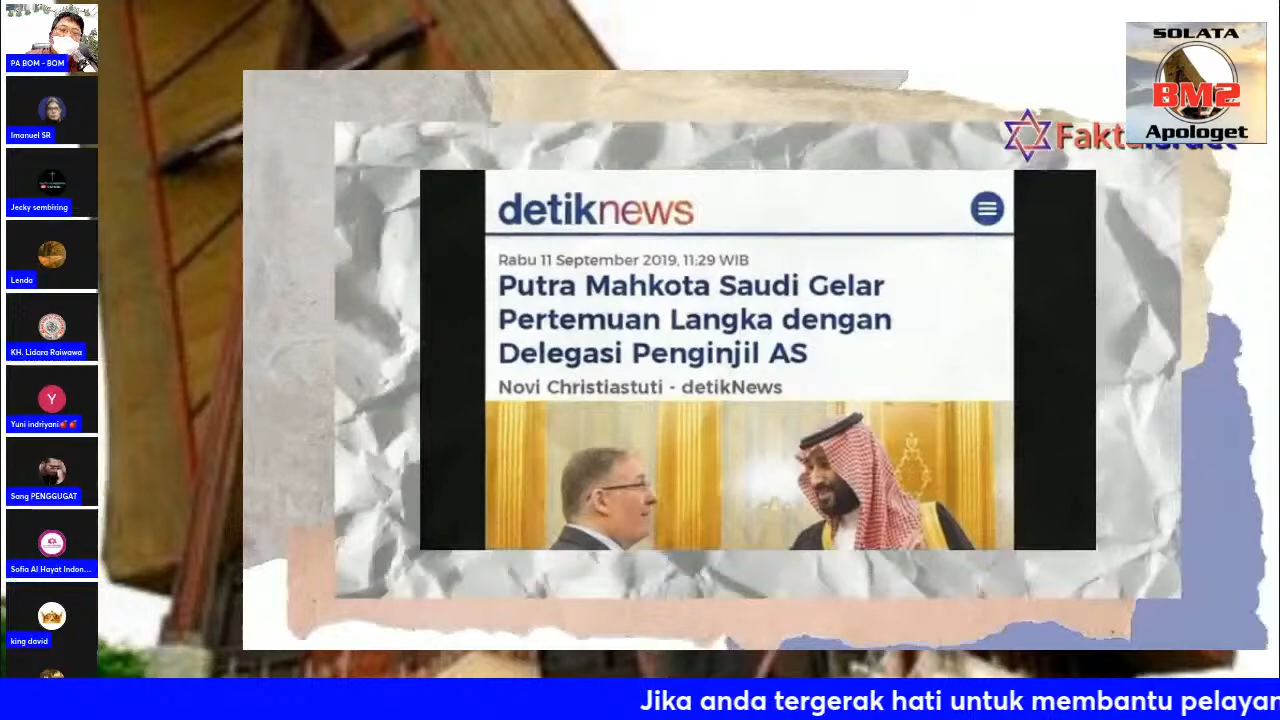 PA BOM - BOM
Imanuel SR
Jecky sembiring
Lenda
KH. Lidara Raiwawa
Y
Yuni indriyani🍎🍎
Sang PENGGUGAT
Sofia Al Hayat Indon...
king david
SOLATA
BM2
Apologet
detiknews
Rabu 11 September 2019, 11:29 WIB
Putra Mahkota Saudi Gelar
Pertemuan Langka dengan
Delegasi Penginjil AS
Novi Christiastuti - detikNews
Jika anda tergerak hati untuk membantu